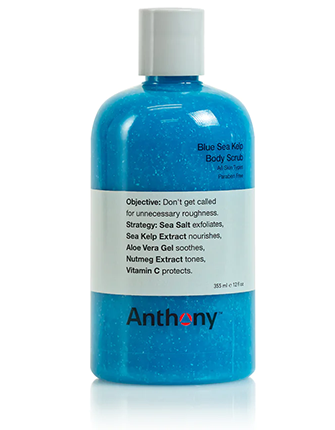 Blue Sea Kelp
Body Scrub
All Skin Types
Paraben Free
Objective: Don't get called
for unnecessary roughness.
Strategy: Sea Salt exfoliates,
Sea Kelp Extract nourishes,
Aloe Vera Gel soothes,
Nutmeg Extract tones,
Vitamin C protects.
355 ml e 12 fl oz
Anthony™